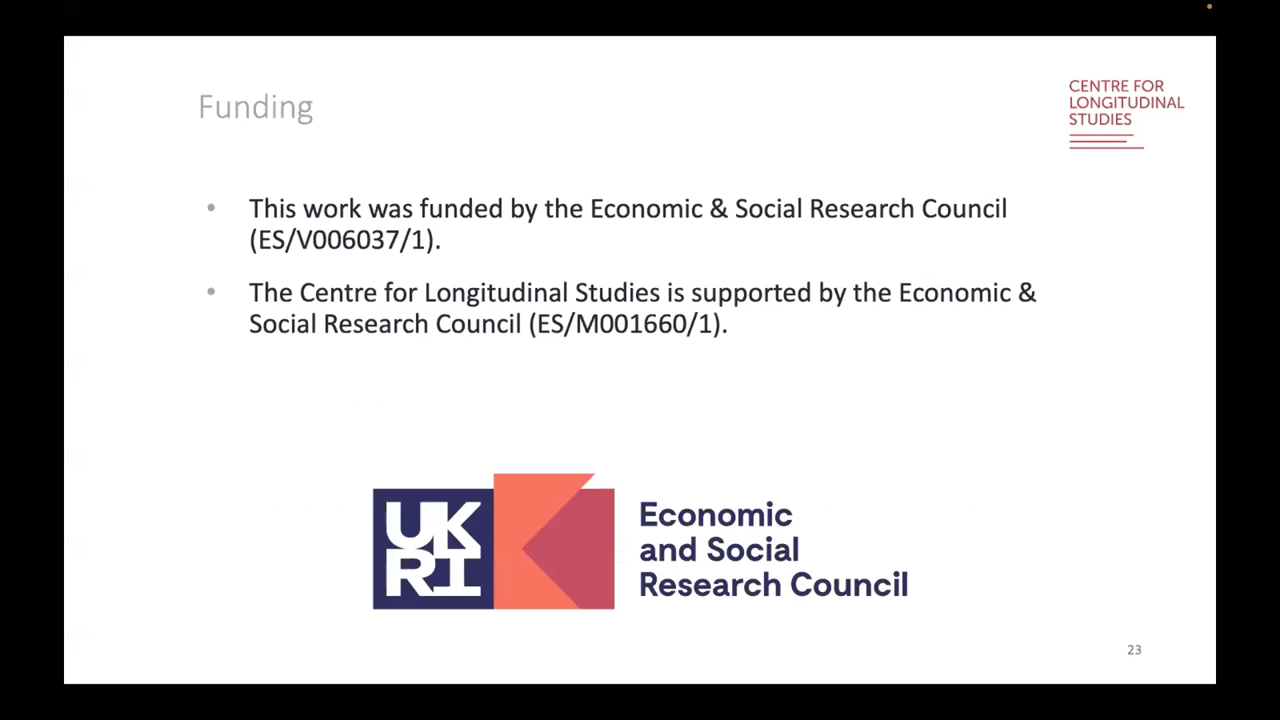 Funding
CENTRE FOR
LONGITUDINAL
STUDIES
• This work was funded by the Economic & Social Research Council
(ES/V006037/1).
• The Centre for Longitudinal Studies is supported by the Economic &
Social Research Council (ES/M001660/1).
UK
RI
Economic
and Social
Research Council
23